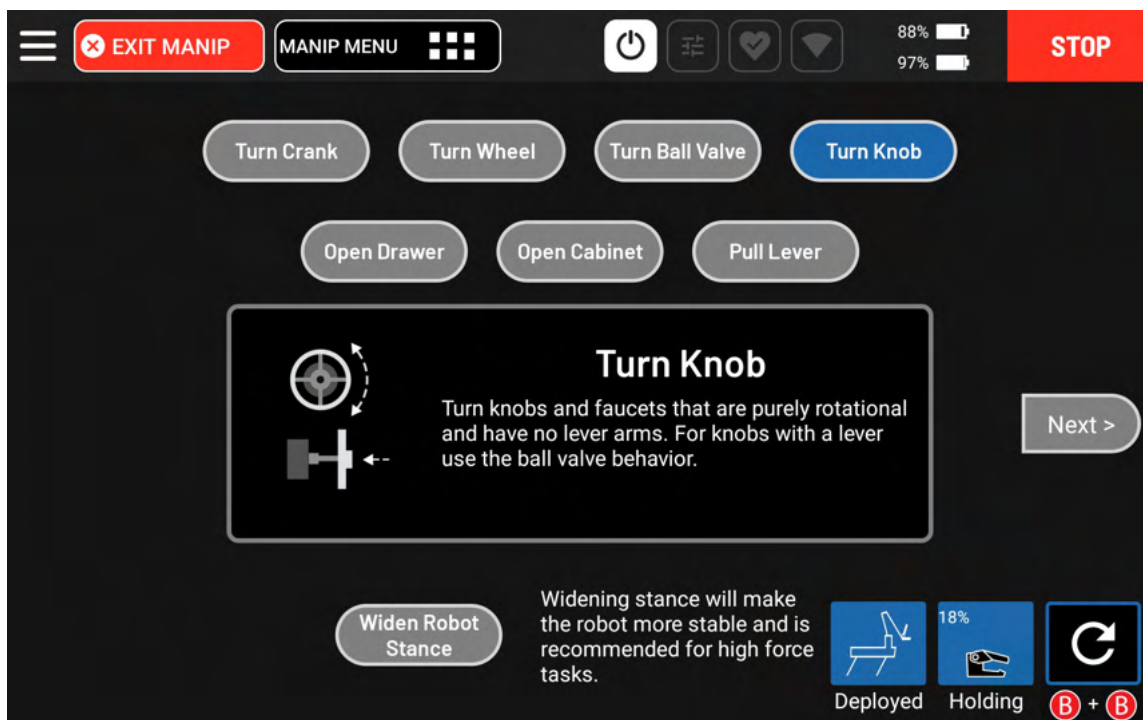 EXIT MANIP
MANIP MENU
88%
97%
STOP
Turn Crank
Turn Wheel
Turn Ball Valve
Turn Knob
Open Drawer
Open Cabinet
Pull Lever
Turn Knob
Turn knobs and faucets that are purely rotational
and have no lever arms. For knobs with a lever
use the ball valve behavior.
Next >
Widen Robot
Stance
Widening stance will make
the robot more stable and is
recommended for high force
tasks.
Deployed
18%
Holding
B + B